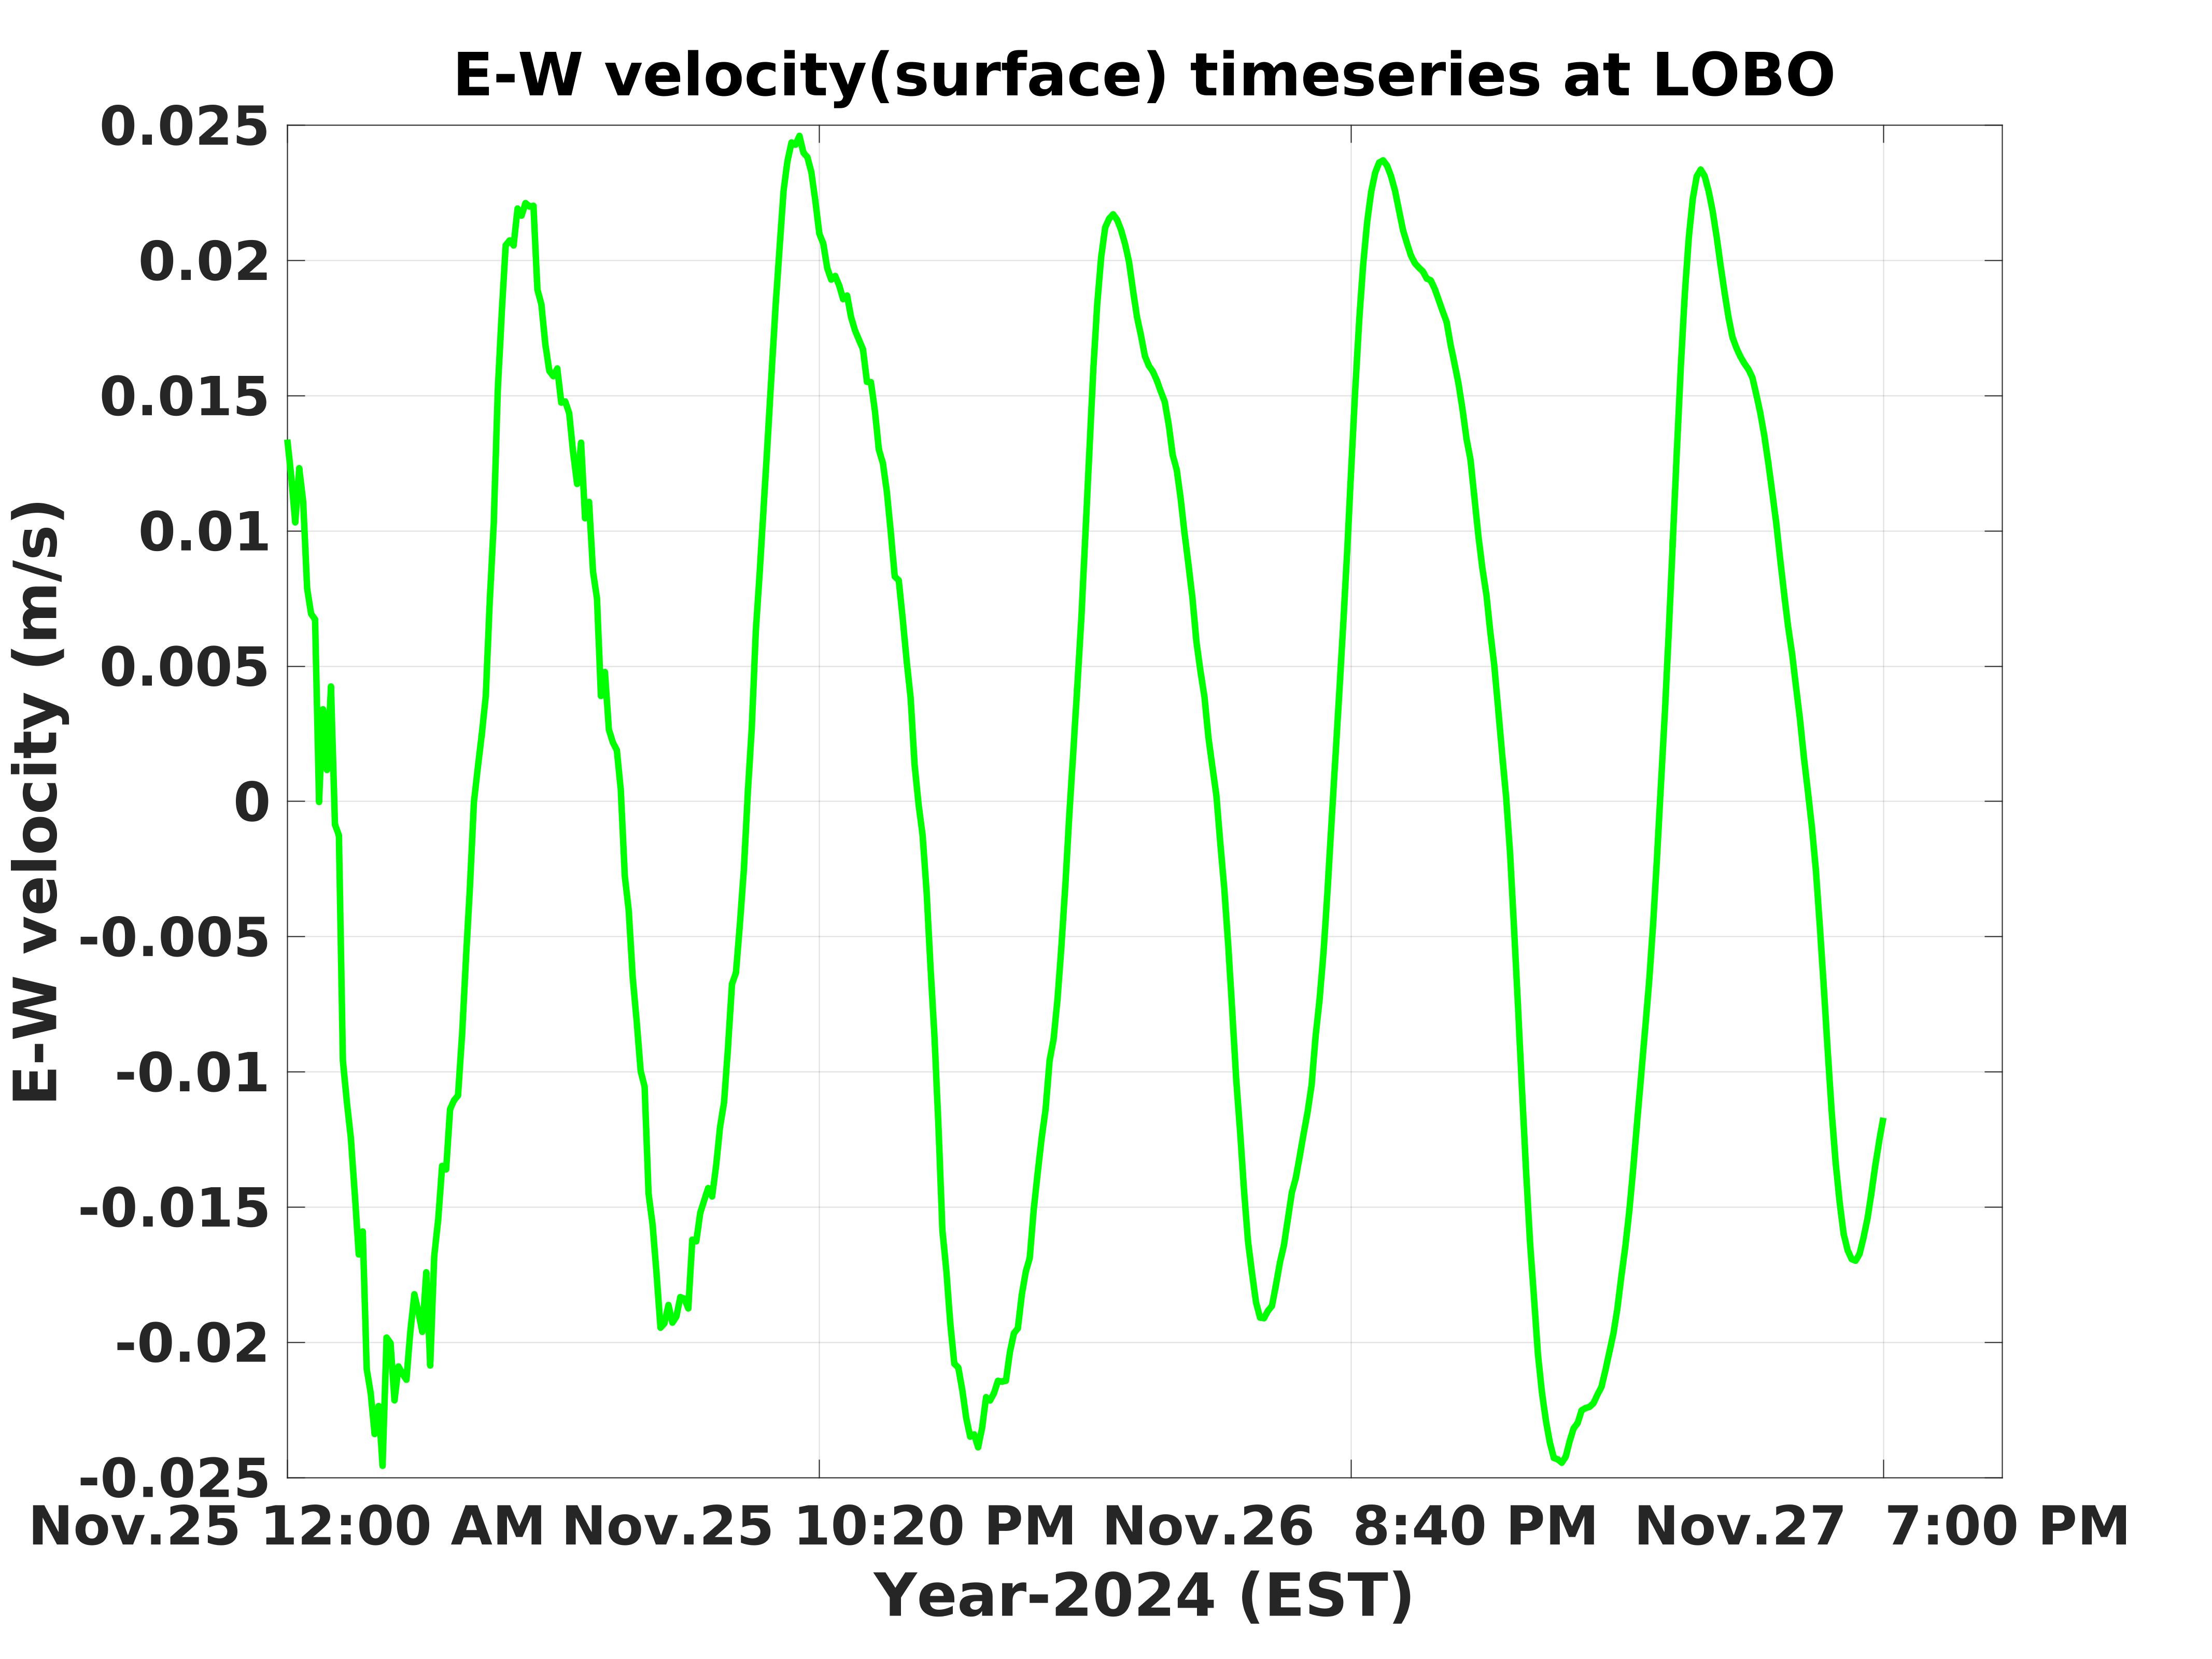 E-W velocity(surface) timeseries at LOBO
0.025
0.02
0.015
0.01
0.005
0
-0.005
-0.01
-0.015
-0.02
-0.025
E-W velocity (m/s)
Nov.25 12:00 AM Nov.25 10:20 PM Nov.26 8:40 PM Nov.27 7:00 PM
Year-2024 (EST)